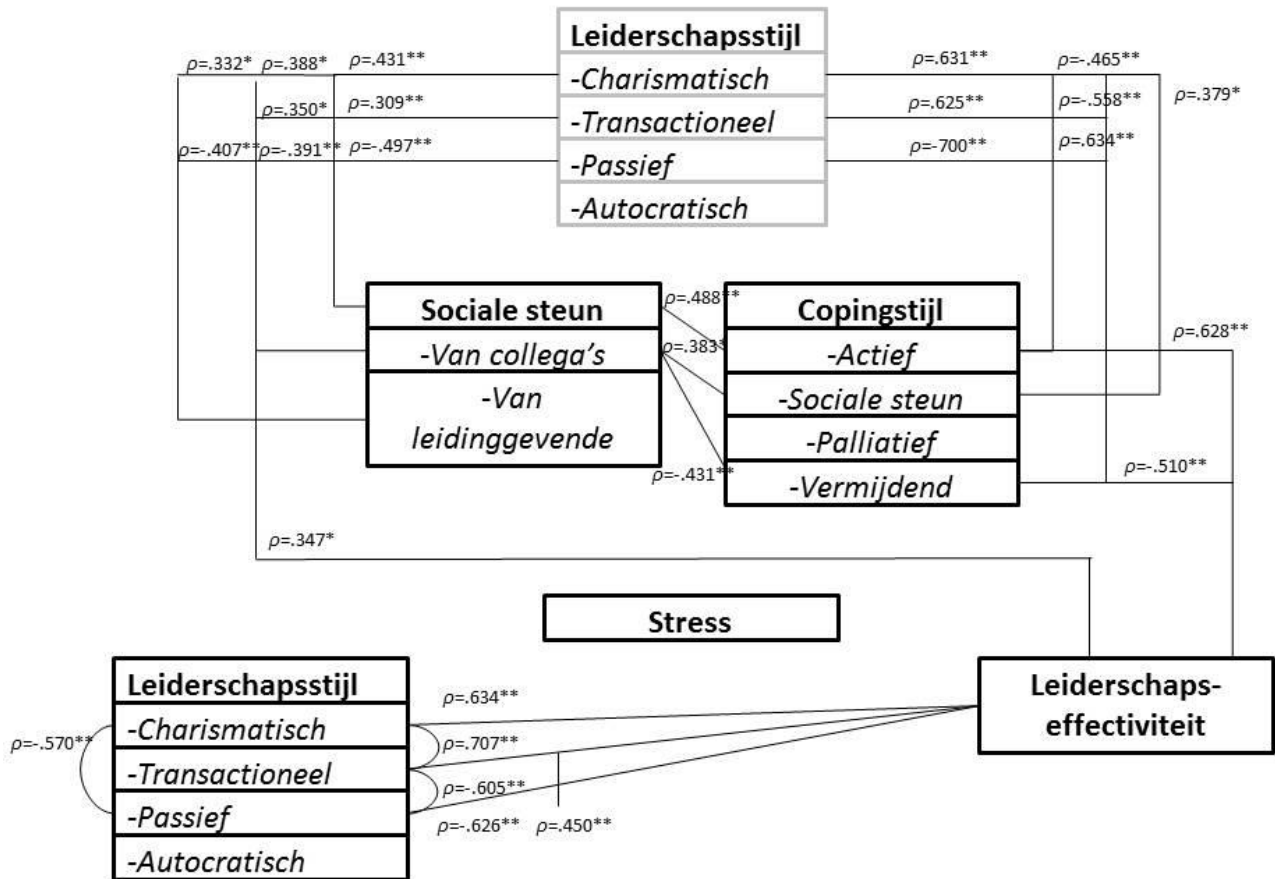 Leiderschapsstijl
ρ=.332* ρ=.388* ρ=.431** -Charismatisch ρ=.631** ρ=-.465** ρ=.379*
ρ=.350* ρ=.309** -Transactioneel ρ=.625** ρ=-.558**
ρ=-.407** ρ=-.391** ρ=-.497** -Passief ρ=-700** ρ=.634**
-Autocratisch
Sociale steun ρ=.488** Copingstijl
-Van collega's ρ=.383* -Actief ρ=.628**
-Van
leidinggevende
-Sociale steun
-Palliatief
ρ=-.431** -Vermijdend ρ=-.510**
ρ=.347*
Stress
Leiderschapsstijl
-Charismatisch
-Transactioneel
-Passief
-Autocratisch
ρ=-.570**
ρ=.634**
ρ=.707**
ρ=-.605**
ρ=-.626** ρ=.450**
Leiderschaps-
effectiviteit